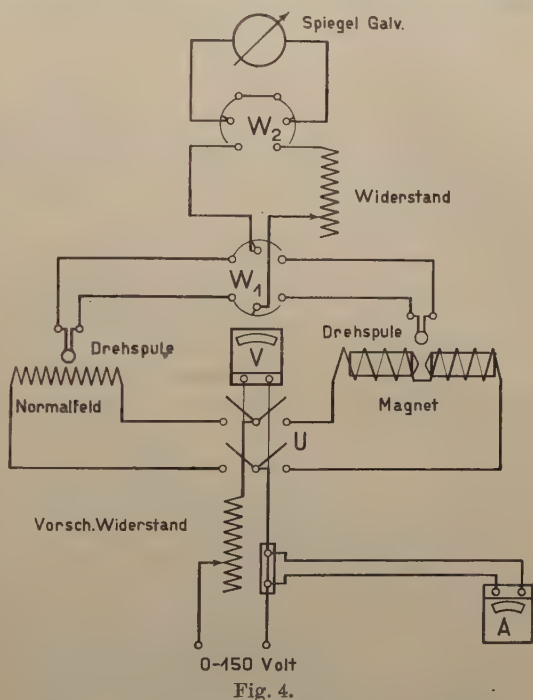 Spiegel Galv.
W2
Widerstand
W1
Drehspule
Drehspule
V
Normalfeld
Magnet
U
Vorsch.Widerstand
A
0-150 Volt
Fig. 4.